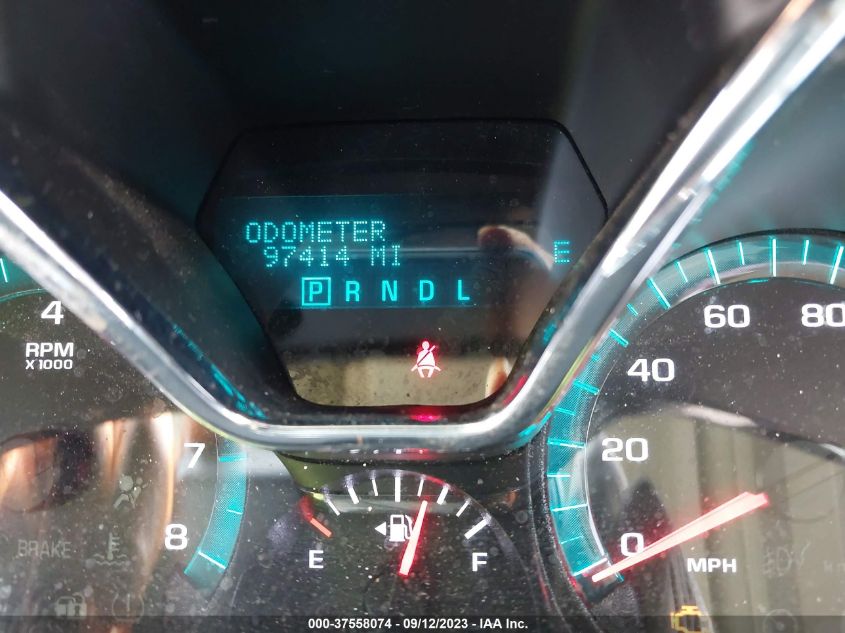 ODOMETER
97414 MI
E
P R N D L
4
RPM
X1000
7
8
BRAKE
E
F
0
20
40
60
80
MPH
000-37558074 - 09/12/2023 - IAA Inc.